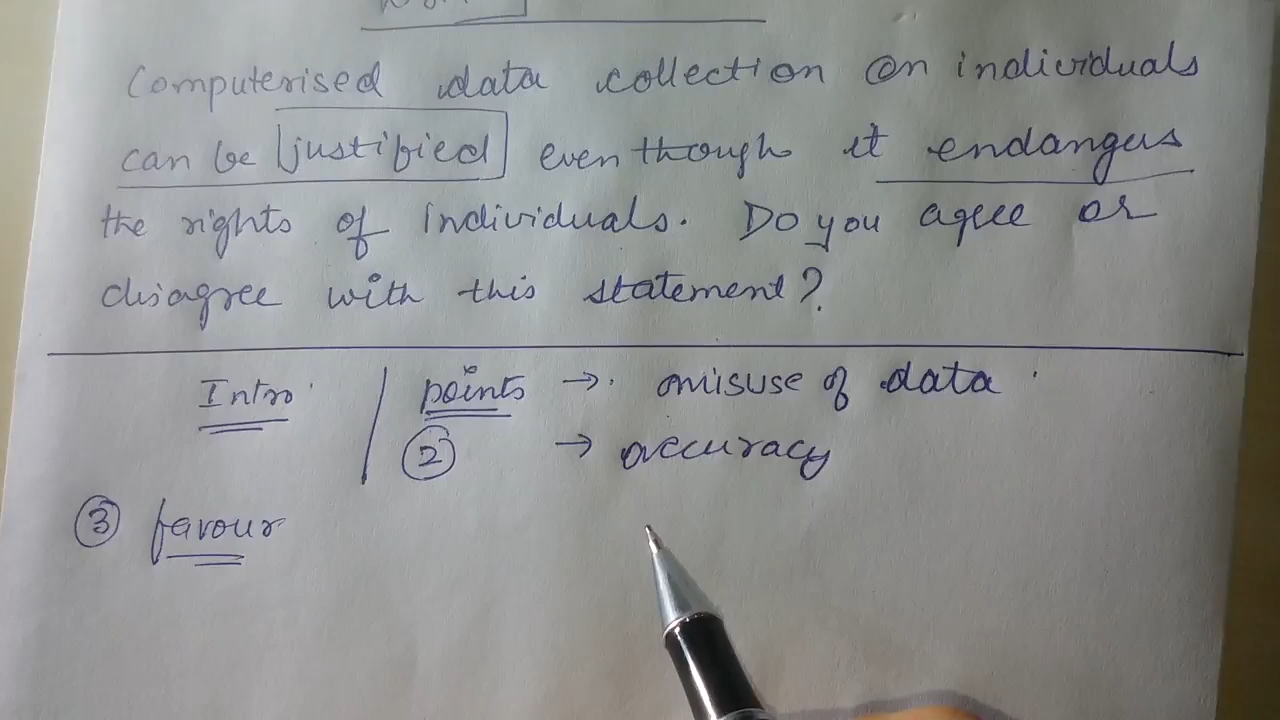 Computerised data collection on individuals
can be justified even though it endangers
the rights of individuals. Do you agree or
disagree with this statement?
Intro / points → misuse of data
② → accuracy
③ favour